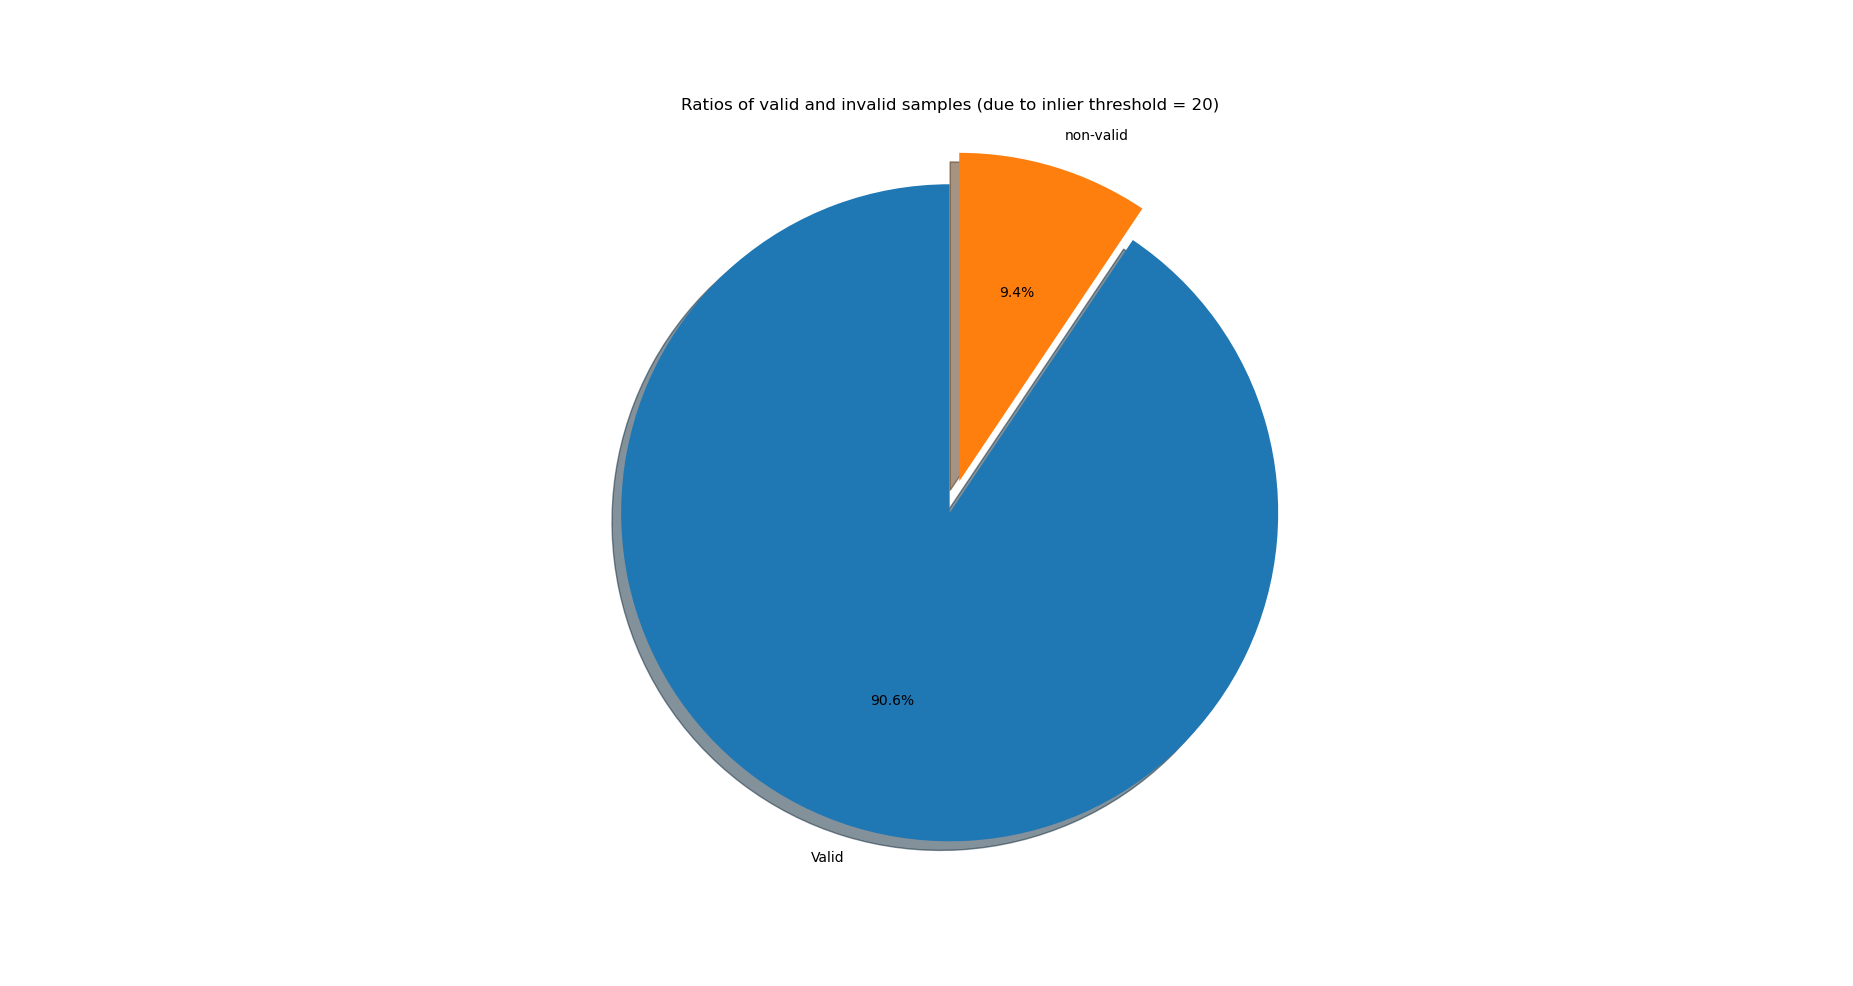 Ratios of valid and invalid samples (due to inlier threshold = 20)
non-valid
9.4%
90.6%
Valid